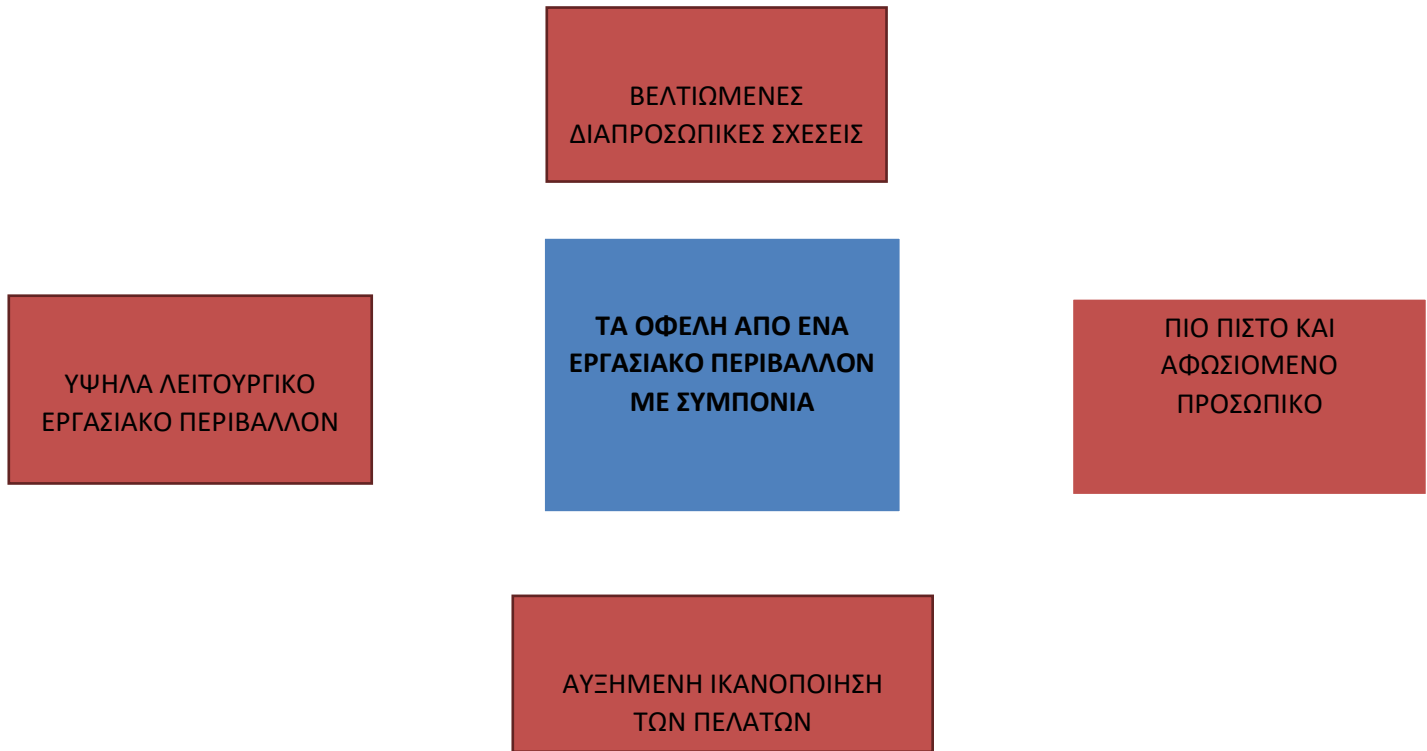 ΒΕΛΤΙΩΜΕΝΕΣ
ΔΙΑΠΡΟΣΩΠΙΚΕΣ ΣΧΕΣΕΙΣ
ΥΨΗΛΑ ΛΕΙΤΟΥΡΓΙΚΟ
ΕΡΓΑΣΙΑΚΟ ΠΕΡΙΒΑΛΛΟΝ
ΤΑ ΟΦΕΛΗ ΑΠΟ ΕΝΑ
ΕΡΓΑΣΙΑΚΟ ΠΕΡΙΒΑΛΛΟΝ
ΜΕ ΣΥΜΠΟΝΙΑ
ΠΙΟ ΠΙΣΤΟ ΚΑΙ
ΑΦΩΣΙΟΜΕΝΟ
ΠΡΟΣΩΠΙΚΟ
ΑΥΞΗΜΕΝΗ ΙΚΑΝΟΠΟΙΗΣΗ
ΤΩΝ ΠΕΛΑΤΩΝ